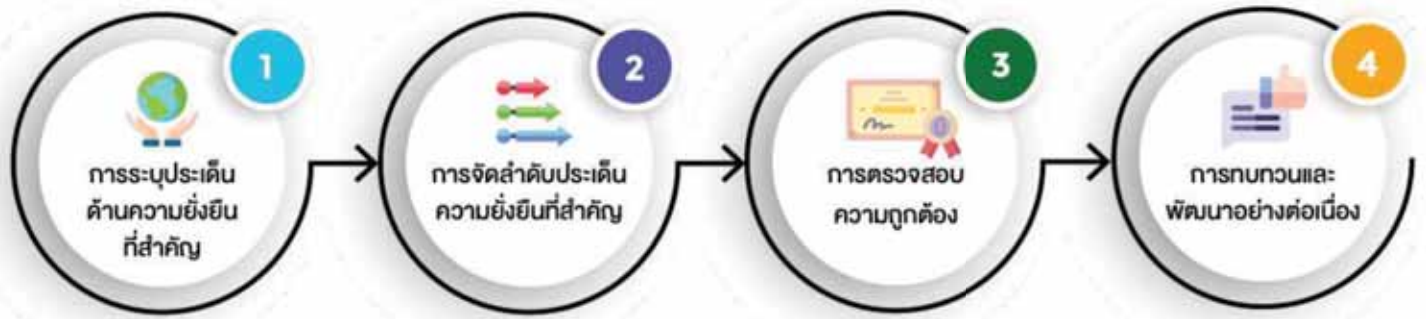 1
การระบุประเด็น
ด้านความยั่งยืน
ที่สำคัญ
2
การจัดลำดับประเด็น
ความยั่งยืนที่สำคัญ
3
การตรวจสอบ
ความถูกต้อง
4
การทบทวนและ
พัฒนาอย่างต่อเนื่อง